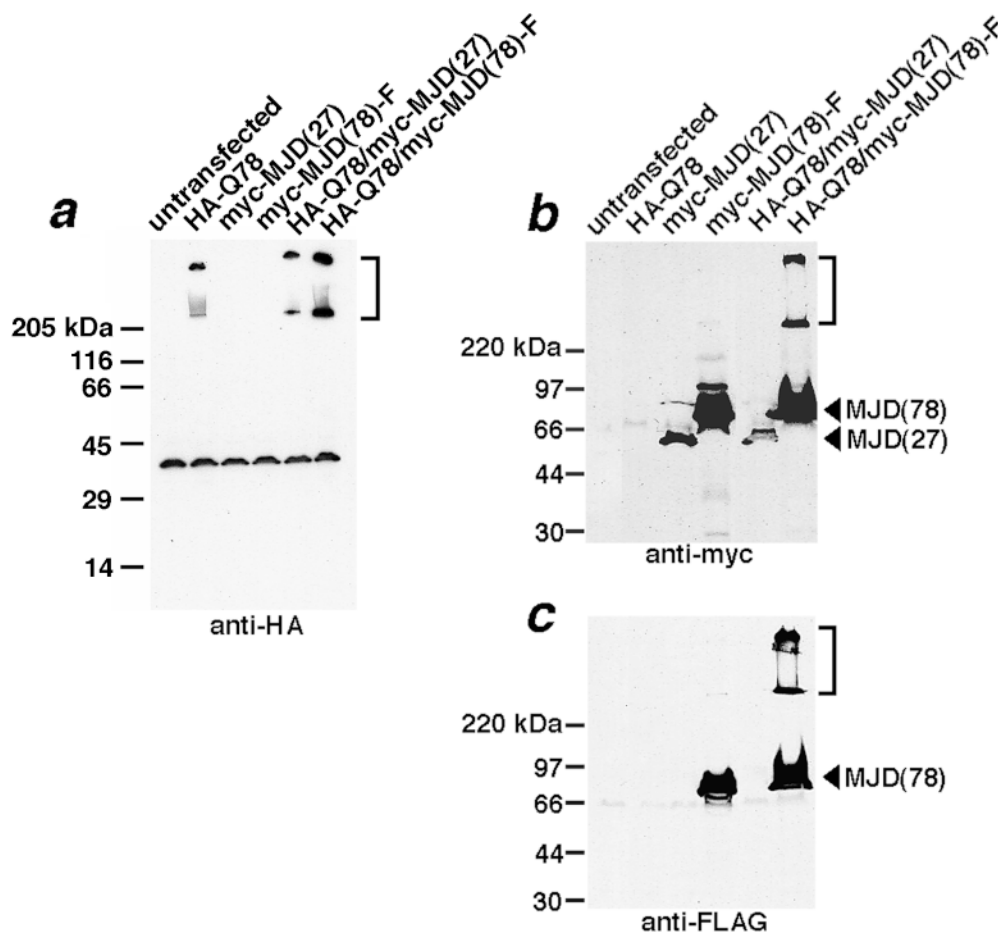 a
untransfected
HA-Q78
myc-MJD(27)
myc-MJD(78)-F
HA-Q78/myc-MJD(27)
HA-Q78/myc-MJD(78)-F
205 kDa
116
66
45
29
14
anti-HA
b
untransfected
HA-Q78
myc-MJD(27)
myc-MJD(78)-F
HA-Q78/myc-MJD(27)
HA-Q78/myc-MJD(78)-F
220 kDa
97
66
44
30
MJD(78)
MJD(27)
anti-myc
c
220 kDa
97
66
44
30
MJD(78)
anti-FLAG